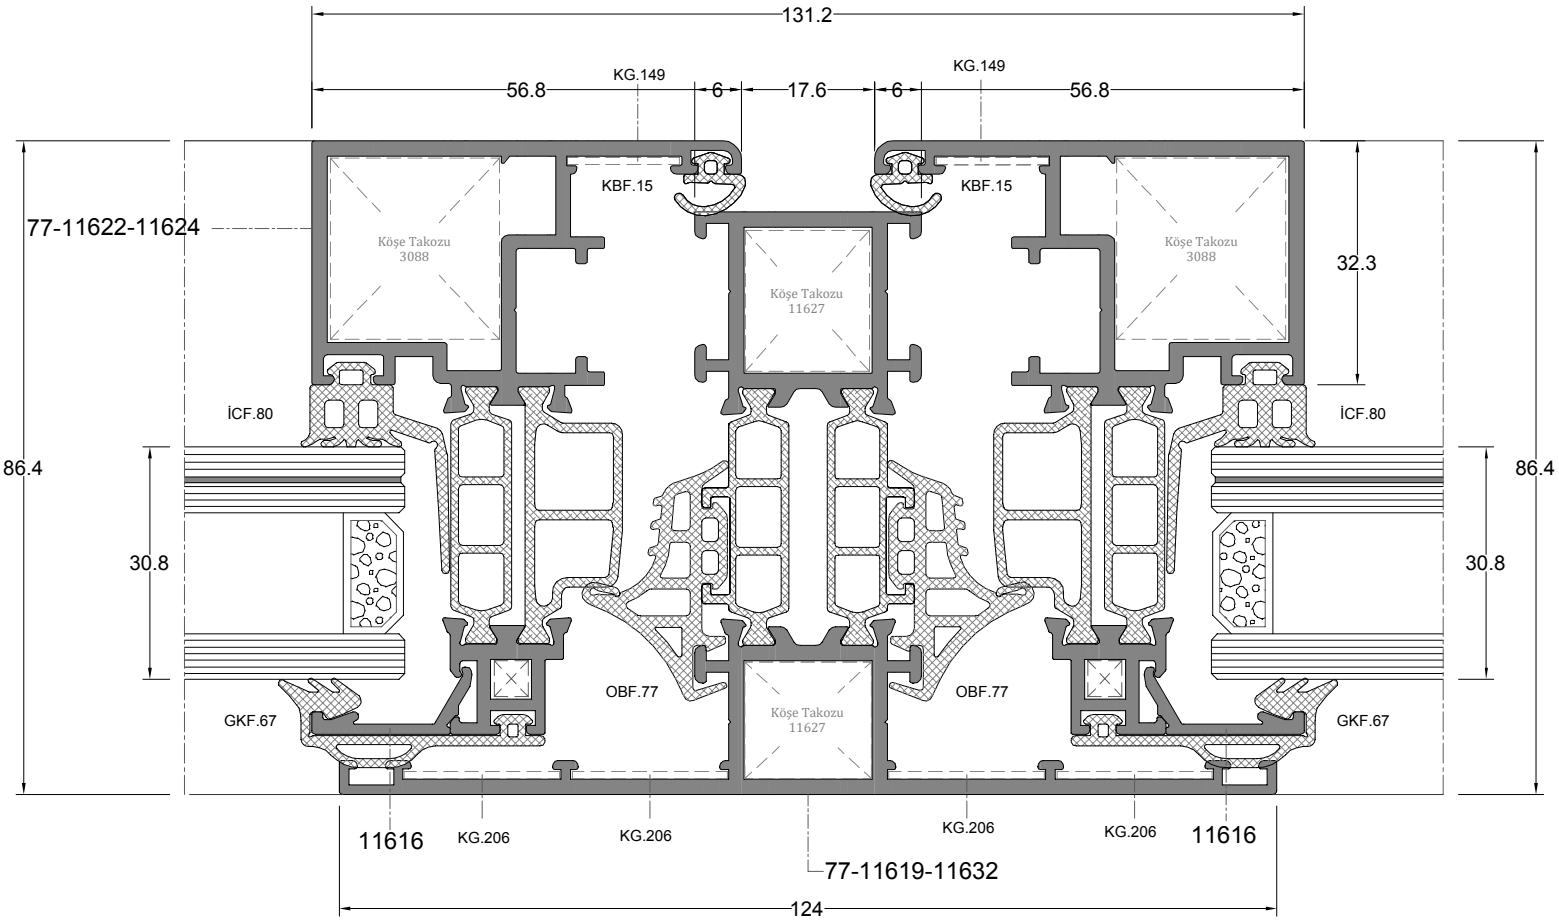 131.2
56.8
KG.149
6
17.6
6
KG.149
56.8
KBF.15
KBF.15
77-11622-11624
Köşe Takozu
3088
Köşe Takozu
3088
32.3
Köşe Takozu
11627
İCF.80
İCF.80
86.4
86.4
30.8
30.8
OBF.77
OBF.77
GKF.67
GKF.67
Köşe Takozu
11627
11616
KG.206
KG.206
KG.206
KG.206
11616
77-11619-11632
124